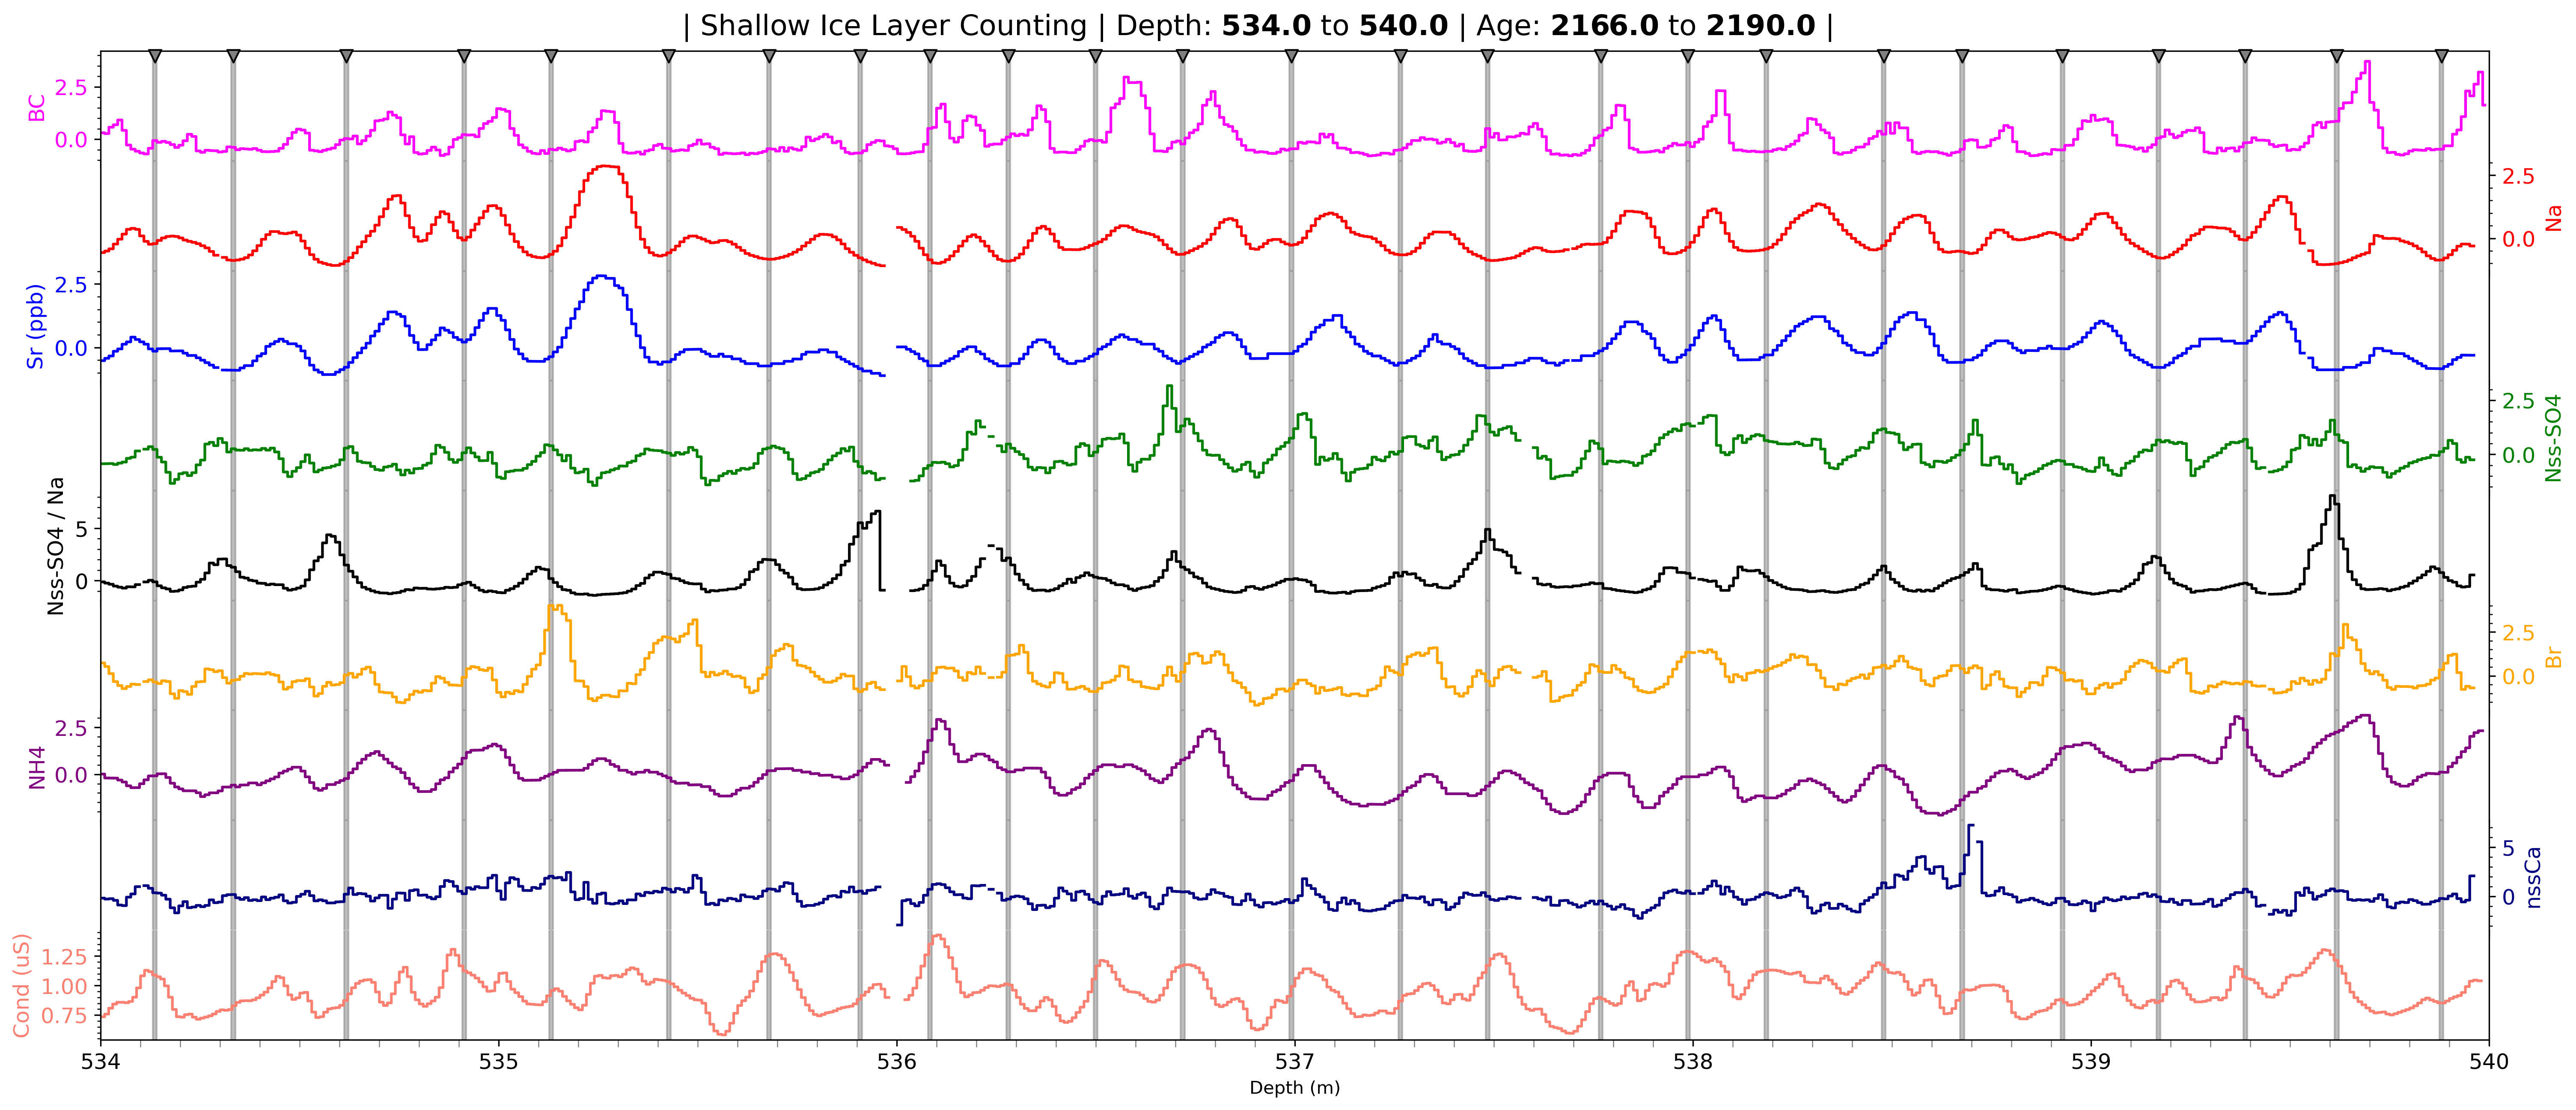 | Shallow Ice Layer Counting | Depth: 534.0 to 540.0 | Age: 2166.0 to 2190.0 |
BC
2.5
0.0
2.5
0.0
Na
Sr (ppb)
2.5
0.0
2.5
0.0
Nss-SO4
Nss-SO4 / Na
5
0
2.5
0.0
Br
NH4
2.5
0.0
5
0
nssCa
Cond (uS)
1.25
1.00
0.75
534 535 536 537 538 539 540
Depth (m)